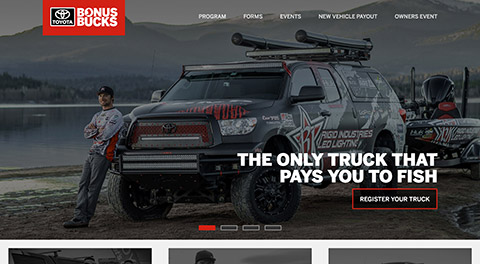 TOYOTA
BONUS
BUCKS
PROGRAM
FORMS
EVENTS
NEW VEHICLE PAYOUT
OWNERS EVENT
RIGID INDUSTRIES
LED LIGHTING
THE ONLY TRUCK THAT
PAYS YOU TO FISH
REGISTER YOUR TRUCK